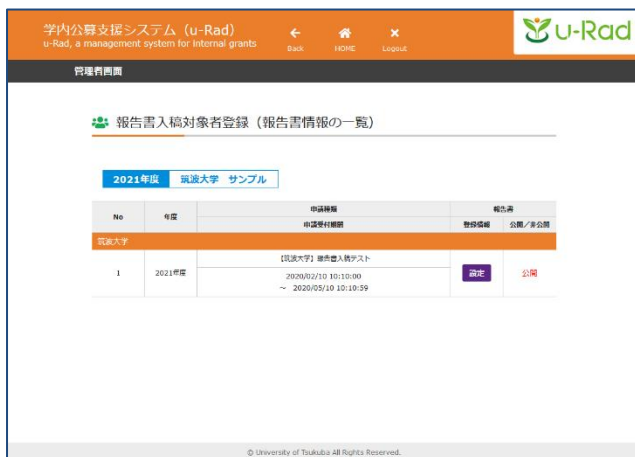 学内公募支援システム（u-Rad）
u-Rad, a management system for internal grants
Back HOME Logout
u-Rad
管理者画面
報告書入稿対象者登録（報告書情報の一覧）
2021年度 筑波大学 サンプル
No 年度 申請種類 報告書
申請受付期間 登録情報 公開／非公開
筑波大学
1 2021年度 【筑波大学】報告書入稿テスト 設定 公開
2020/02/10 10:10:00
～ 2020/05/10 10:10:59
© University of Tsukuba All Rights Reserved.